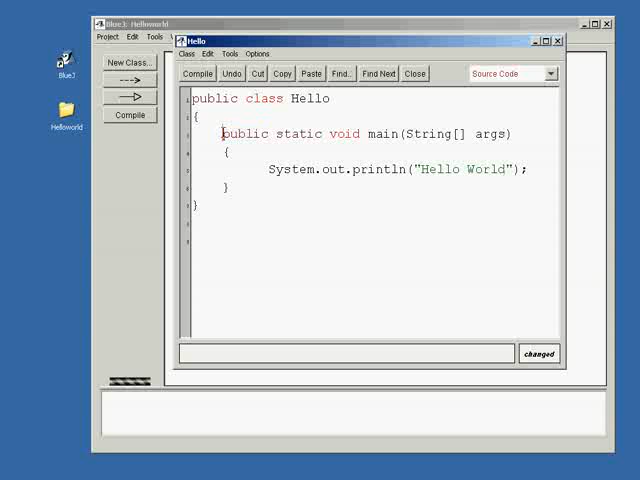 BlueJ: Helloworld
Project Edit Tools
New Class...
Compile
BlueJ
Helloworld
Hello
Class Edit Tools Options
Compile Undo Cut Copy Paste Find... Find Next Close Source Code
public class Hello
{
public static void main(String[] args)
{
System.out.println("Hello World");
}
}
changed